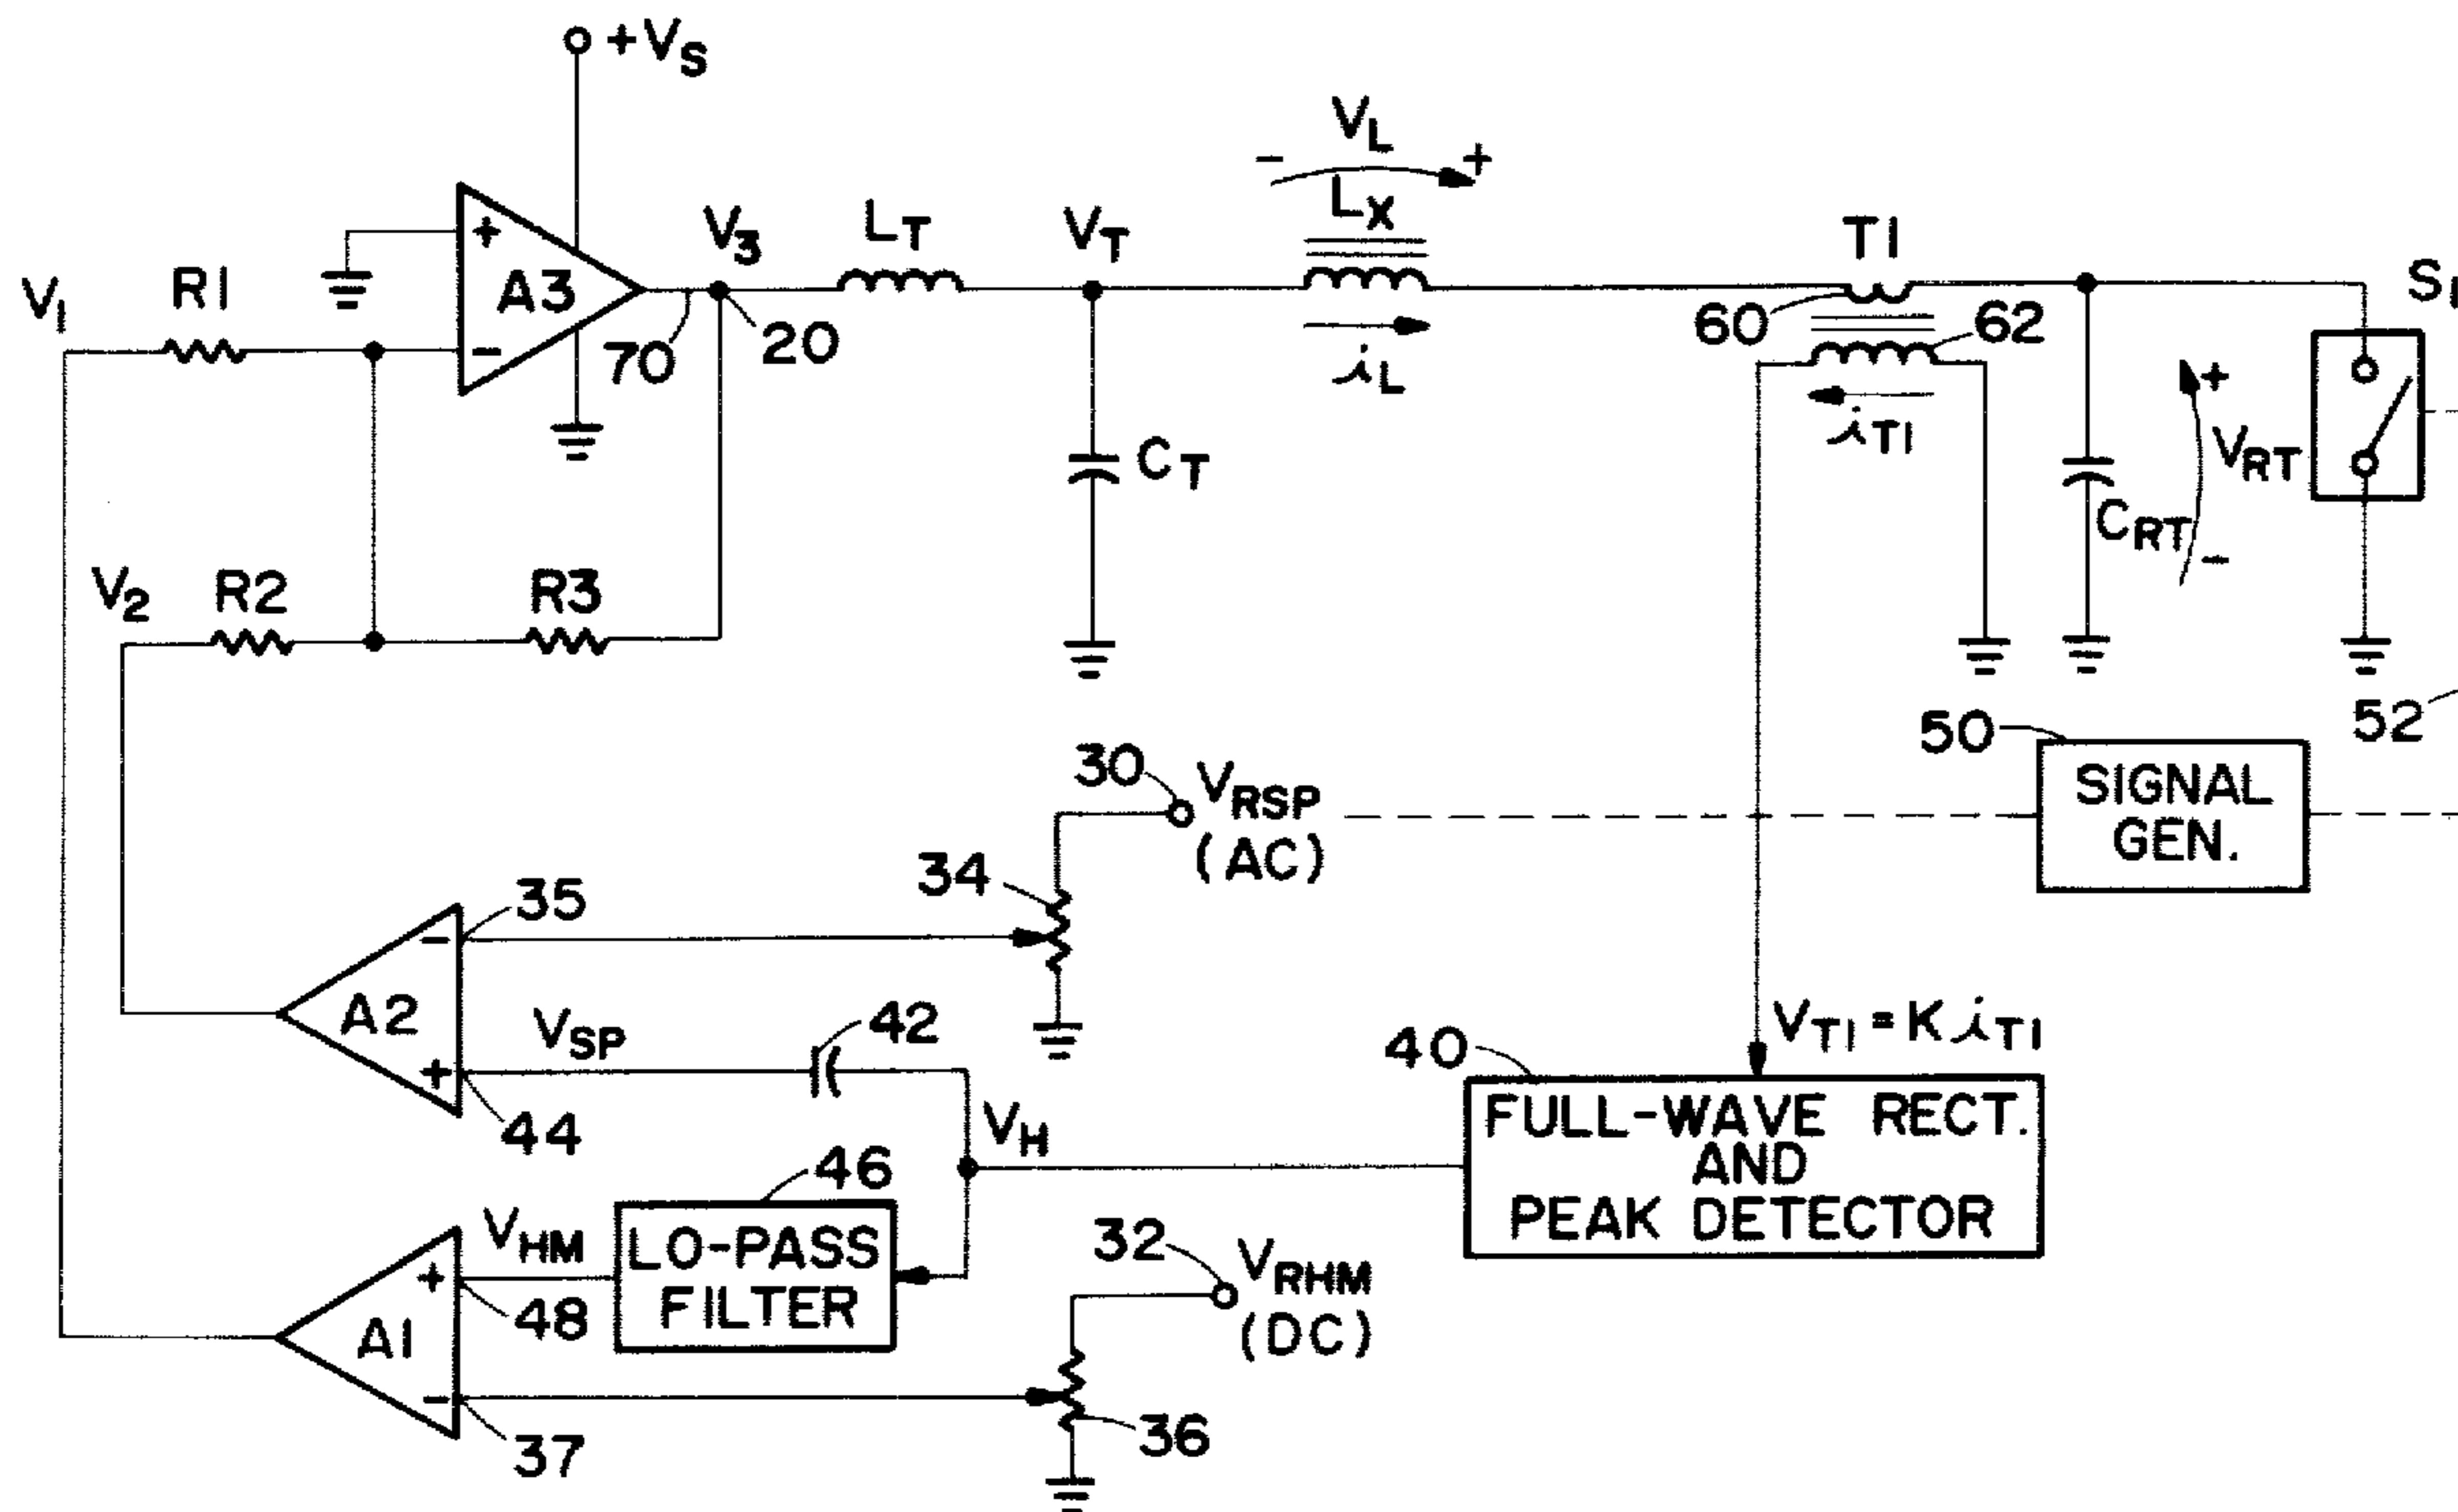 +VS
VL
- +
LX
V3
LT
VT
T1
S1
+
A3
-
V1
R1
70
20
iL
60
62
iT1
+
VRT
-
CT
CRT
V2
R2
R3
52
50
SIGNAL
GEN.
30
VRSP
(AC)
34
35
-
A2
+
VSP
42
44
VT1 = K iT1
40
FULL-WAVE RECT.
AND
PEAK DETECTOR
VH
46
LO-PASS
FILTER
VHM
+
A1
-
48
32
VRHM
(DC)
36
37